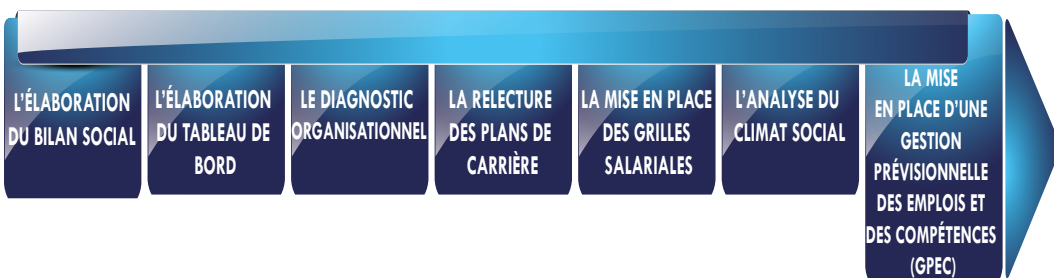 L'ÉLABORATION
DU BILAN SOCIAL
L'ÉLABORATION
DU TABLEAU DE
BORD
LE DIAGNOSTIC
ORGANISATIONNEL
LA RELECTURE
DES PLANS DE
CARRIÈRE
LA MISE EN PLACE
DES GRILLES
SALARIALES
L'ANALYSE DU
CLIMAT SOCIAL
LA MISE
EN PLACE D'UNE
GESTION
PRÉVISIONNELLE
DES EMPLOIS ET
DES COMPÉTENCES
(GPEC)